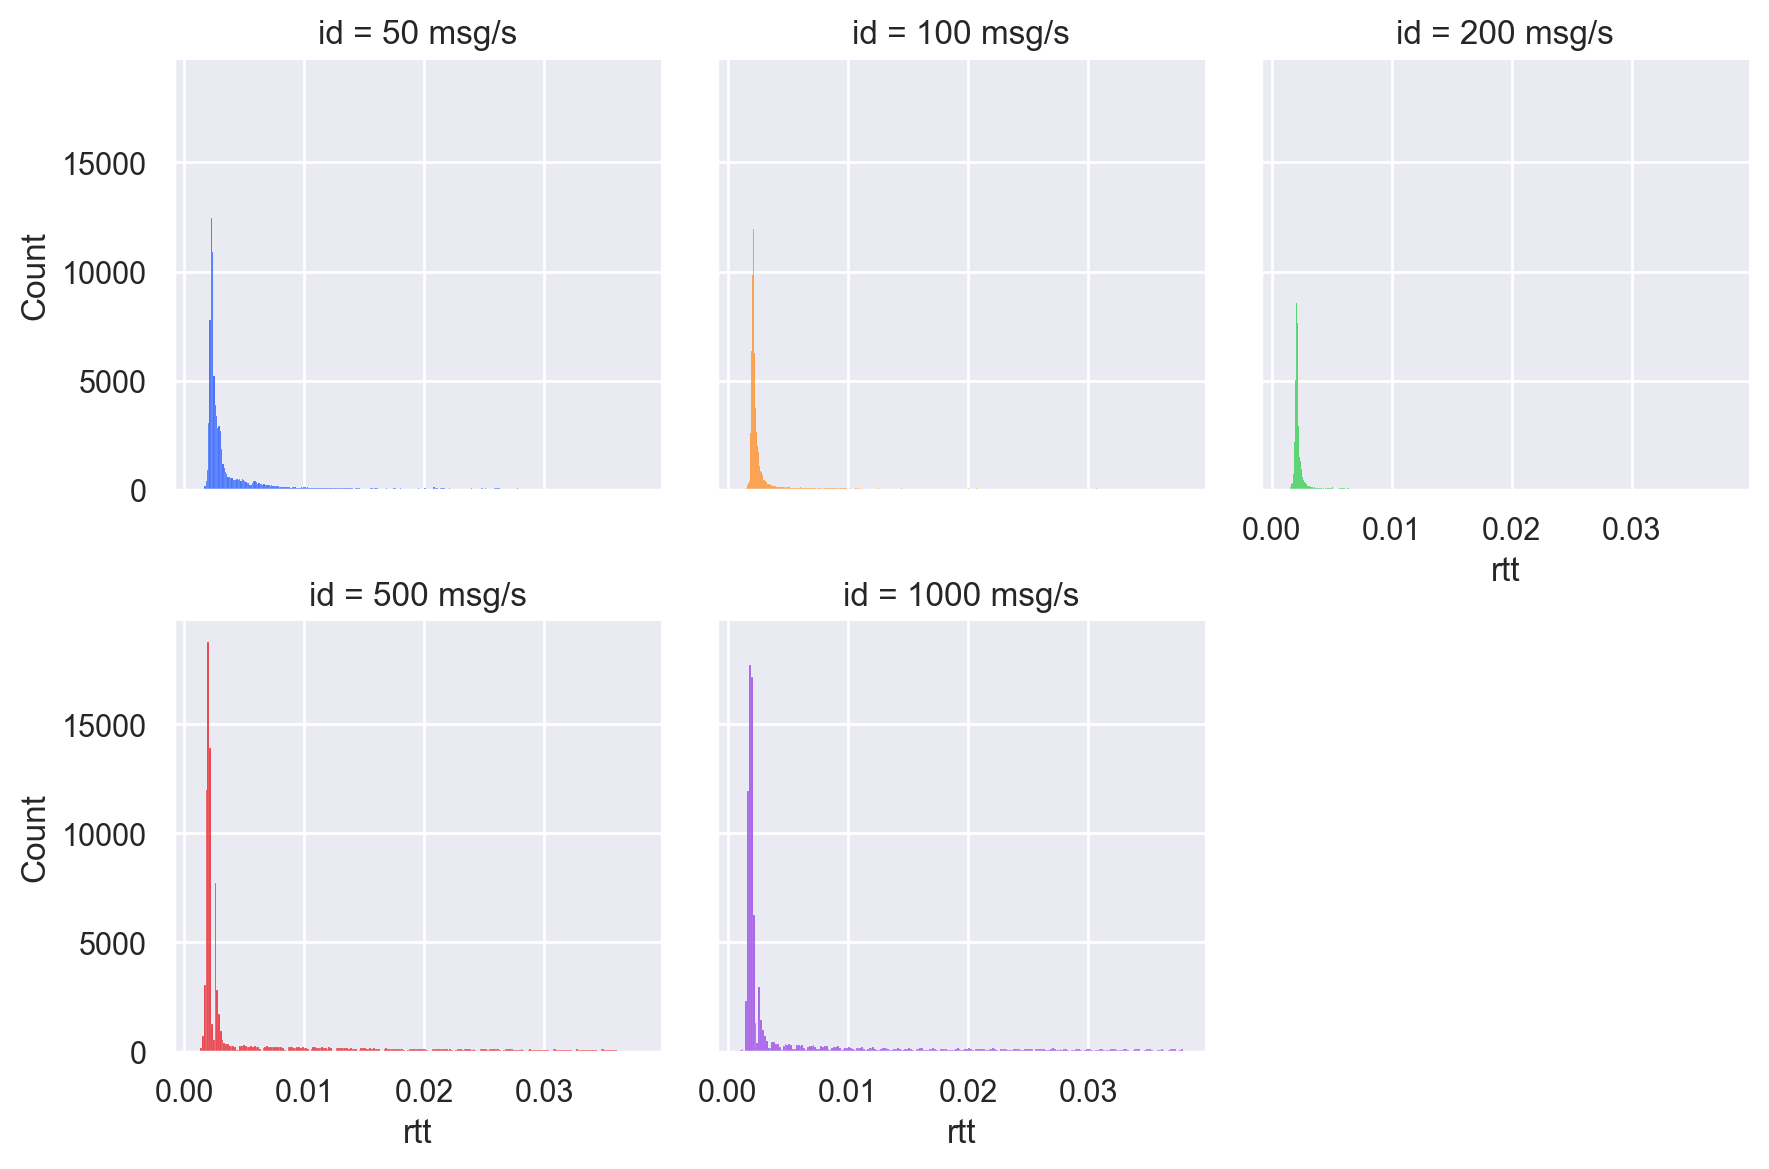 id = 50 msg/s
id = 100 msg/s
id = 200 msg/s
Count
15000
10000
5000
0
0.00 0.01 0.02 0.03
rtt
id = 500 msg/s
id = 1000 msg/s
Count
15000
10000
5000
0
0.00 0.01 0.02 0.03
0.00 0.01 0.02 0.03
rtt
rtt